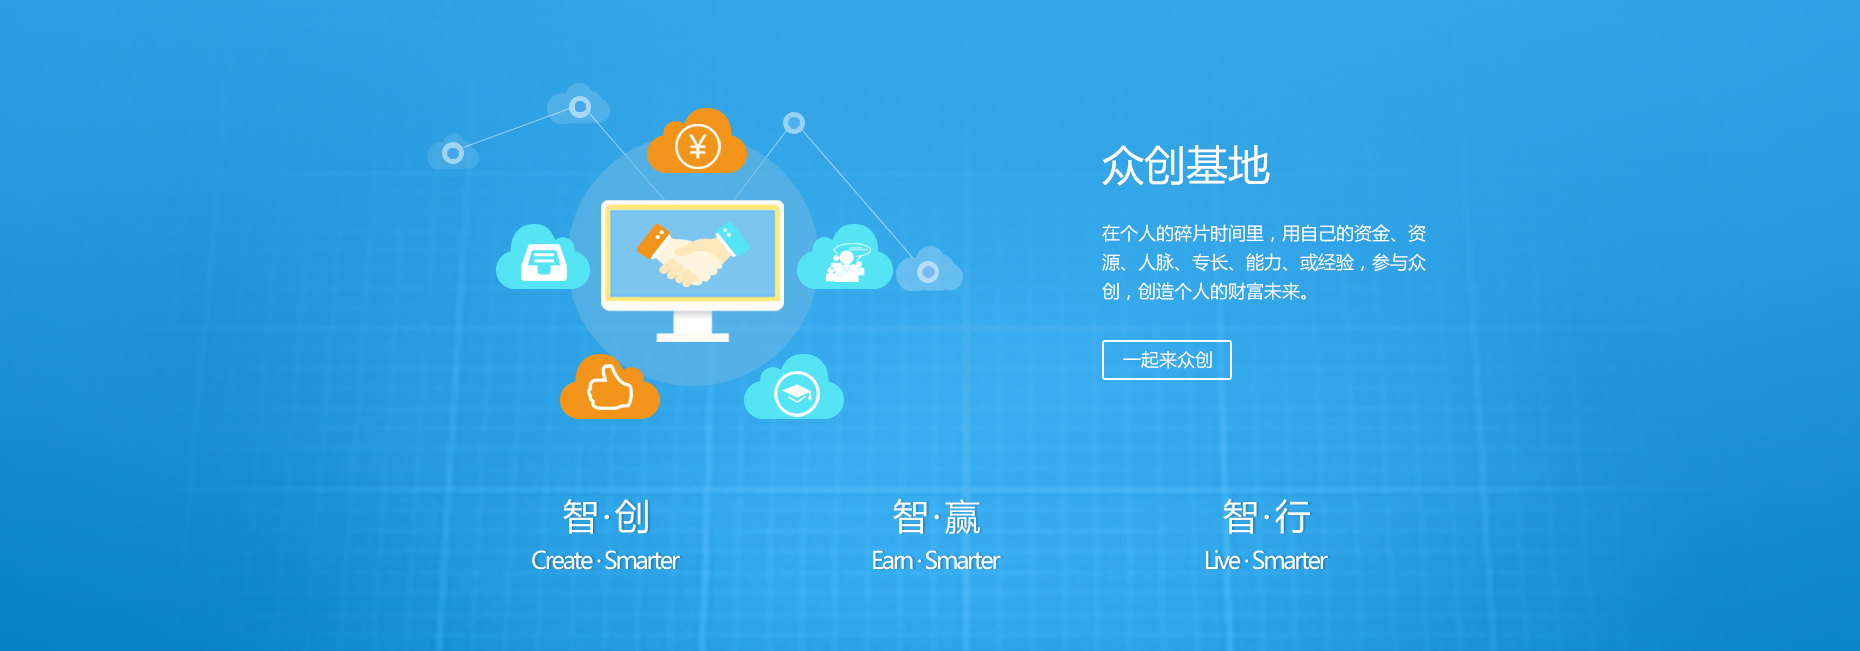 ¥
众创基地
在个人的碎片时间里，用自己的资金、资
源、人脉、专长、能力、或经验，参与众
创，创造个人的财富未来。
一起来众创
智·创
Create·Smarter
智·赢
Earn·Smarter
智·行
Live·Smarter